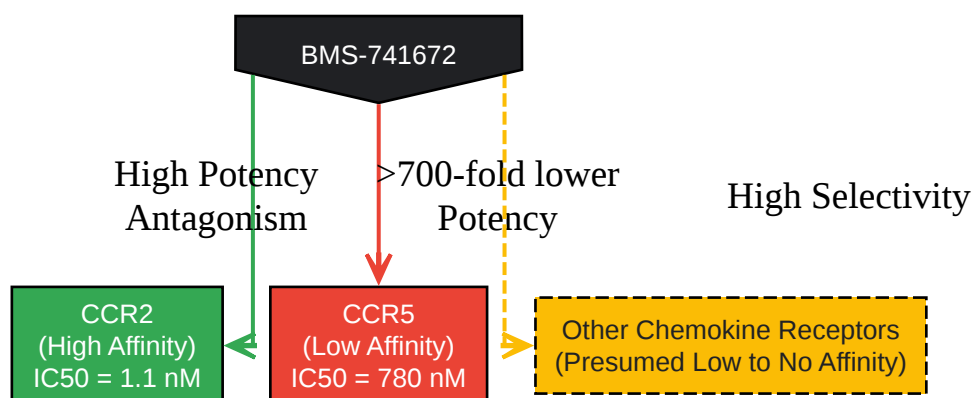 BMS-741672
High Potency
Antagonism
>700-fold lower
Potency
High Selectivity
CCR2
(High Affinity)
IC50 = 1.1 nM
CCR5
(Low Affinity)
IC50 = 780 nM
Other Chemokine Receptors
(Presumed Low to No Affinity)